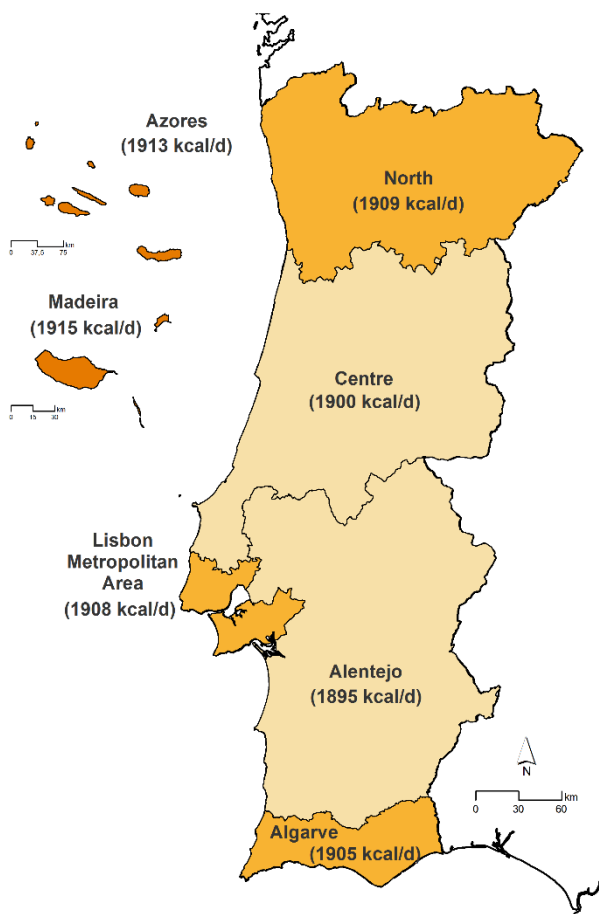 Azores
(1913 kcal/d)
North
(1909 kcal/d)
0 37,5 75 km
Madeira
(1915 kcal/d)
Centre
(1900 kcal/d)
0 15 30 km
Lisbon
Metropolitan
Area
(1908 kcal/d)
Alentejo
(1895 kcal/d)
N
km
0 30 60
Algarve
(1905 kcal/d)